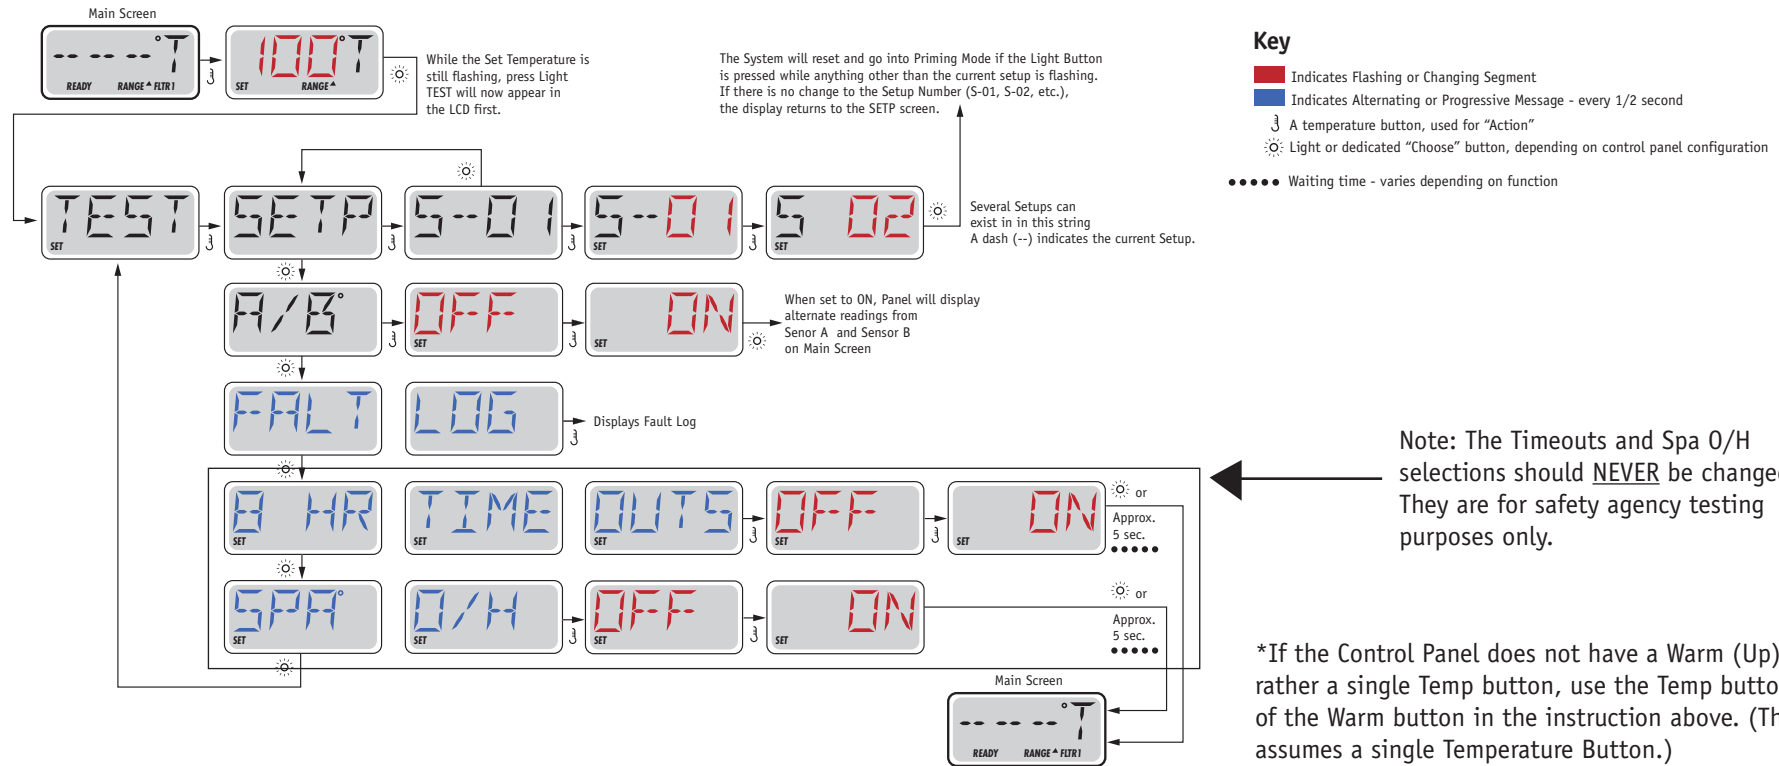 Main Screen
-- -- --°T
READY RANGE FLTR1
100°T
SET RANGE
While the Set Temperature is
still flashing, press Light
TEST will now appear in
the LCD first.
The System will reset and go into Priming Mode if the Light Button
is pressed while anything other than the current setup is flashing.
If there is no change to the Setup Number (S-01, S-02, etc.),
the display returns to the SETP screen.
Key
Indicates Flashing or Changing Segment
Indicates Alternating or Progressive Message - every 1/2 second
A temperature button, used for “Action”
Light or dedicated “Choose” button, depending on control panel configuration
Waiting time - varies depending on function
TEST
SET
SETP
S-01
S--01
SET
S 02
SET
Several Setups can
exist in in this string
A dash (--) indicates the current Setup.
A/B°
OFF
SET
ON
SET
When set to ON, Panel will display
alternate readings from
Senor A and Sensor B
on Main Screen
FALT
LOG
Displays Fault Log
8 HR
SET
TIME
SET
OUTS
SET
OFF
SET
ON
SET
or
Approx.
5 sec.
SPA°
SET
O/H
OFF
SET
ON
SET
or
Approx.
5 sec.
Note: The Timeouts and Spa O/H
selections should NEVER be change
They are for safety agency testing
purposes only.
Main Screen
-- -- --°T
READY RANGE FLTR1
*If the Control Panel does not have a Warm (Up)
rather a single Temp button, use the Temp butto
of the Warm button in the instruction above. (Th
assumes a single Temperature Button.)